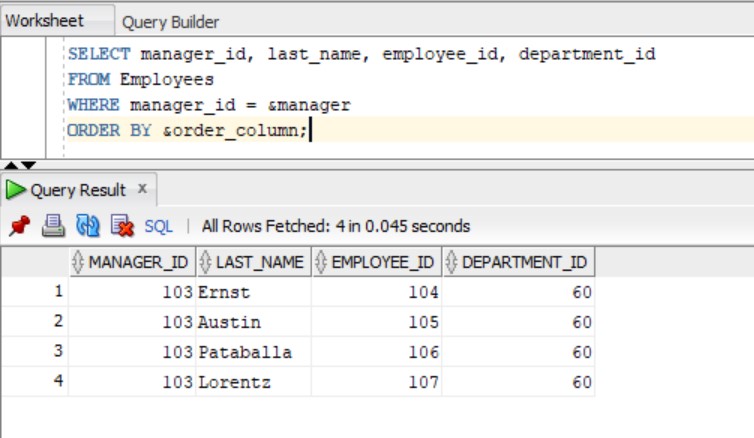 Worksheet Query Builder
SELECT manager_id, last_name, employee_id, department_id
FROM Employees
WHERE manager_id = &manager
ORDER BY &order_column;
Query Result x
SQL | All Rows Fetched: 4 in 0.045 seconds
MANAGER_ID LAST_NAME EMPLOYEE_ID DEPARTMENT_ID
1 103 Ernst 104 60
2 103 Austin 105 60
3 103 Pataballa 106 60
4 103 Lorentz 107 60